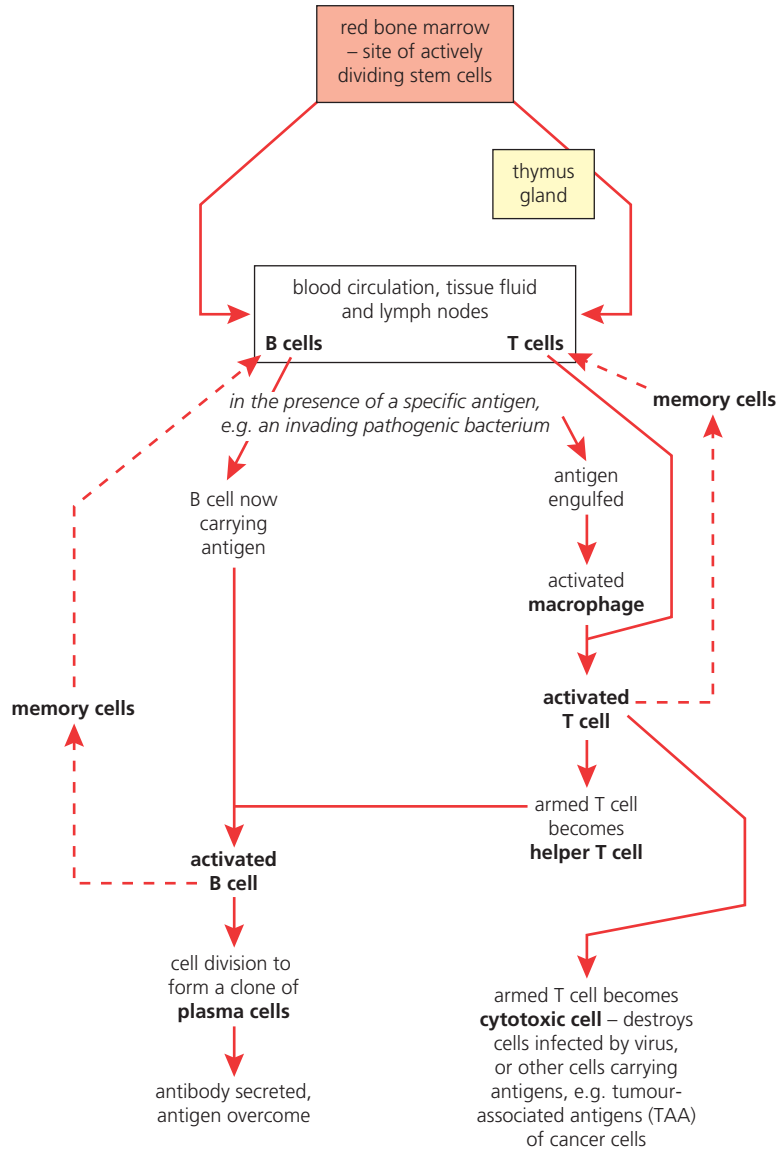 red bone marrow
– site of actively
dividing stem cells
thymus
gland
blood circulation, tissue fluid
and lymph nodes
B cells
T cells
in the presence of a specific antigen,
e.g. an invading pathogenic bacterium
memory cells
B cell now
carrying
antigen
antigen
engulfed
activated
macrophage
memory cells
activated
T cell
armed T cell
becomes
helper T cell
activated
B cell
cell division to
form a clone of
plasma cells
antibody secreted,
antigen overcome
armed T cell becomes
cytotoxic cell – destroys
cells infected by virus,
or other cells carrying
antigens, e.g. tumour-
associated antigens (TAA)
of cancer cells